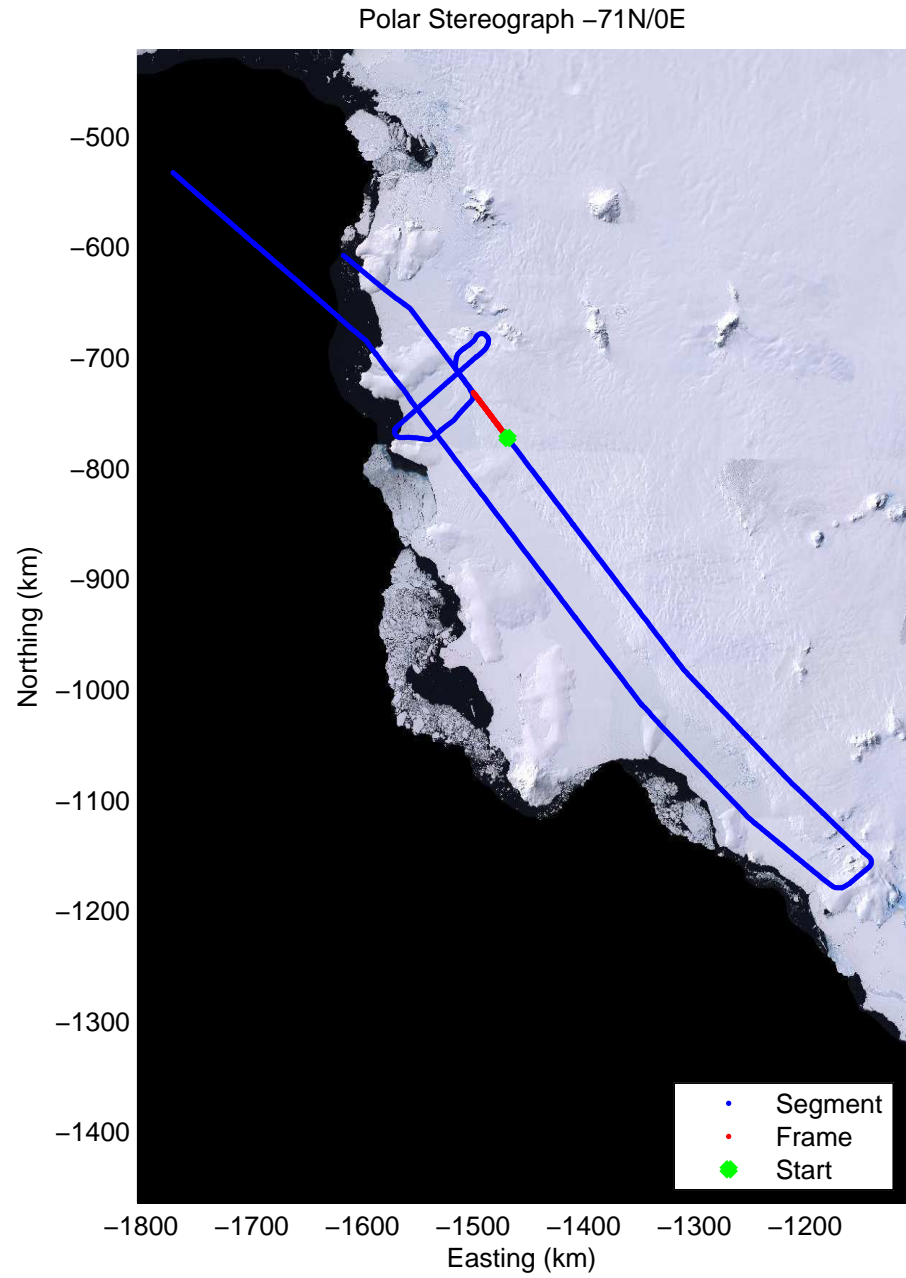 Polar Stereograph −71N/0E
−500
−600
−700
−800
−900
−1000
−1100
−1200
−1300
−1400
Northing (km)
Segment
Frame
Start
−1800 −1700 −1600 −1500 −1400 −1300 −1200
Easting (km)